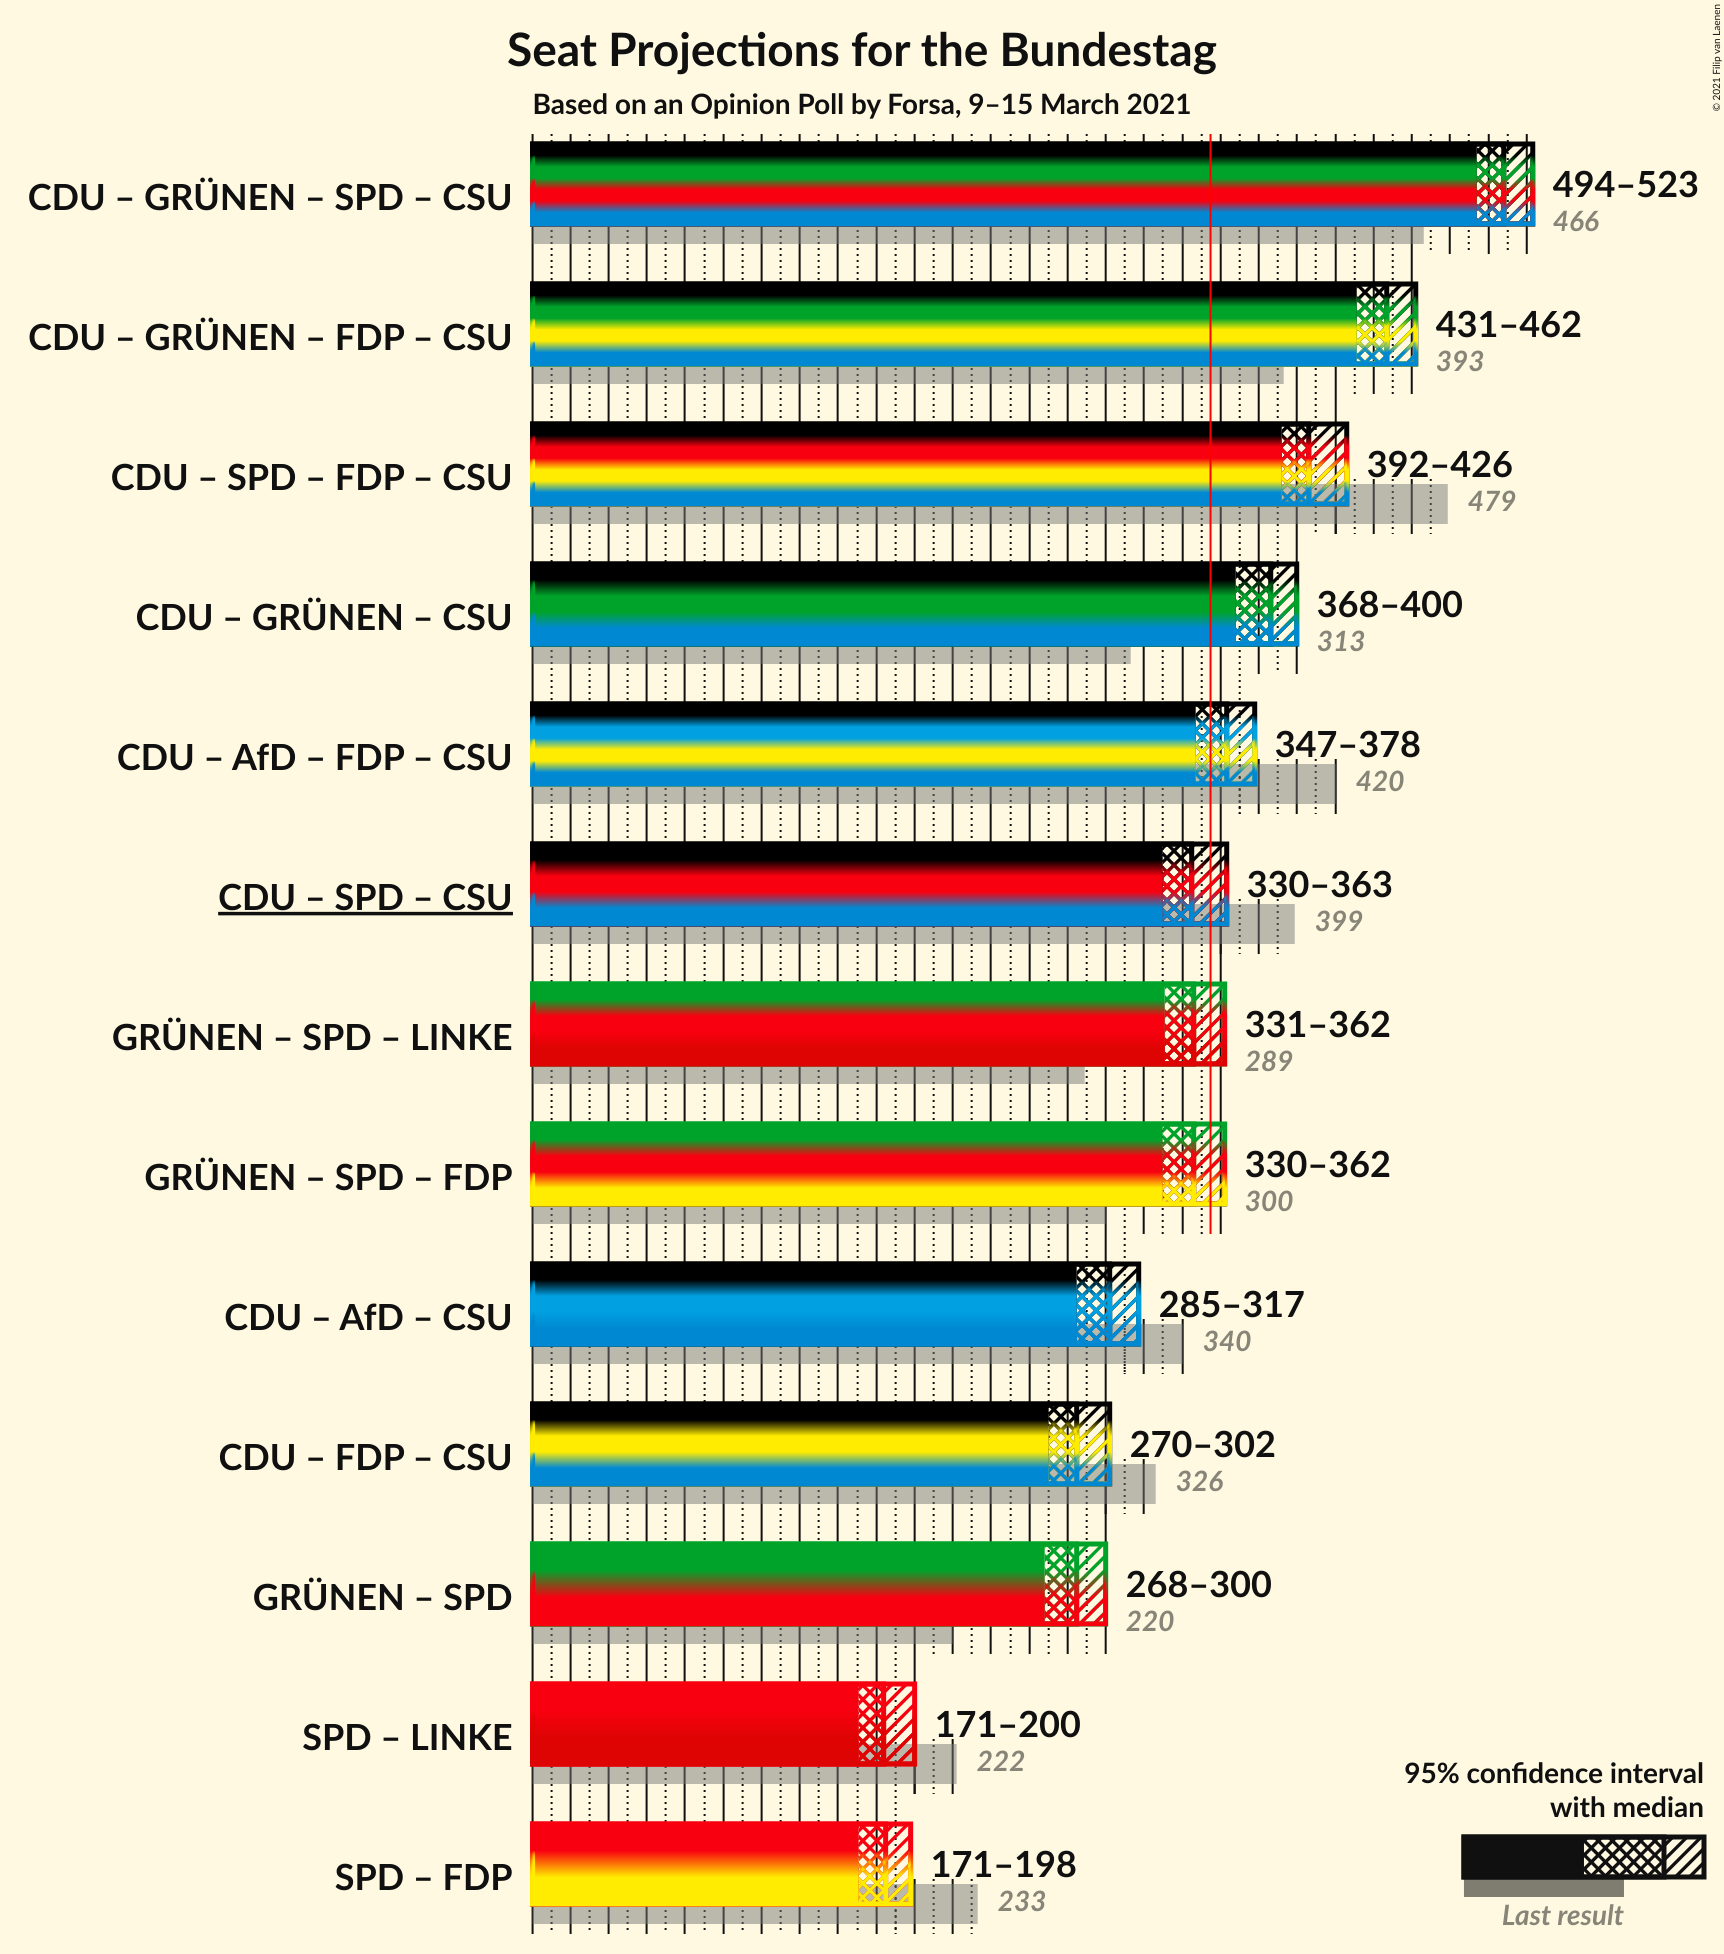 Seat Projections for the Bundestag
Based on an Opinion Poll by Forsa, 9–15 March 2021
© 2021 Filip van Laenen
CDU – GRÜNEN – SPD – CSU
494–523
466
CDU – GRÜNEN – FDP – CSU
431–462
393
CDU – SPD – FDP – CSU
392–426
479
CDU – GRÜNEN – CSU
368–400
313
CDU – AfD – FDP – CSU
347–378
420
CDU – SPD – CSU
330–363
399
GRÜNEN – SPD – LINKE
331–362
289
GRÜNEN – SPD – FDP
330–362
300
CDU – AfD – CSU
285–317
340
CDU – FDP – CSU
270–302
326
GRÜNEN – SPD
268–300
220
SPD – LINKE
171–200
222
SPD – FDP
171–198
233
95% confidence interval
with median
Last result